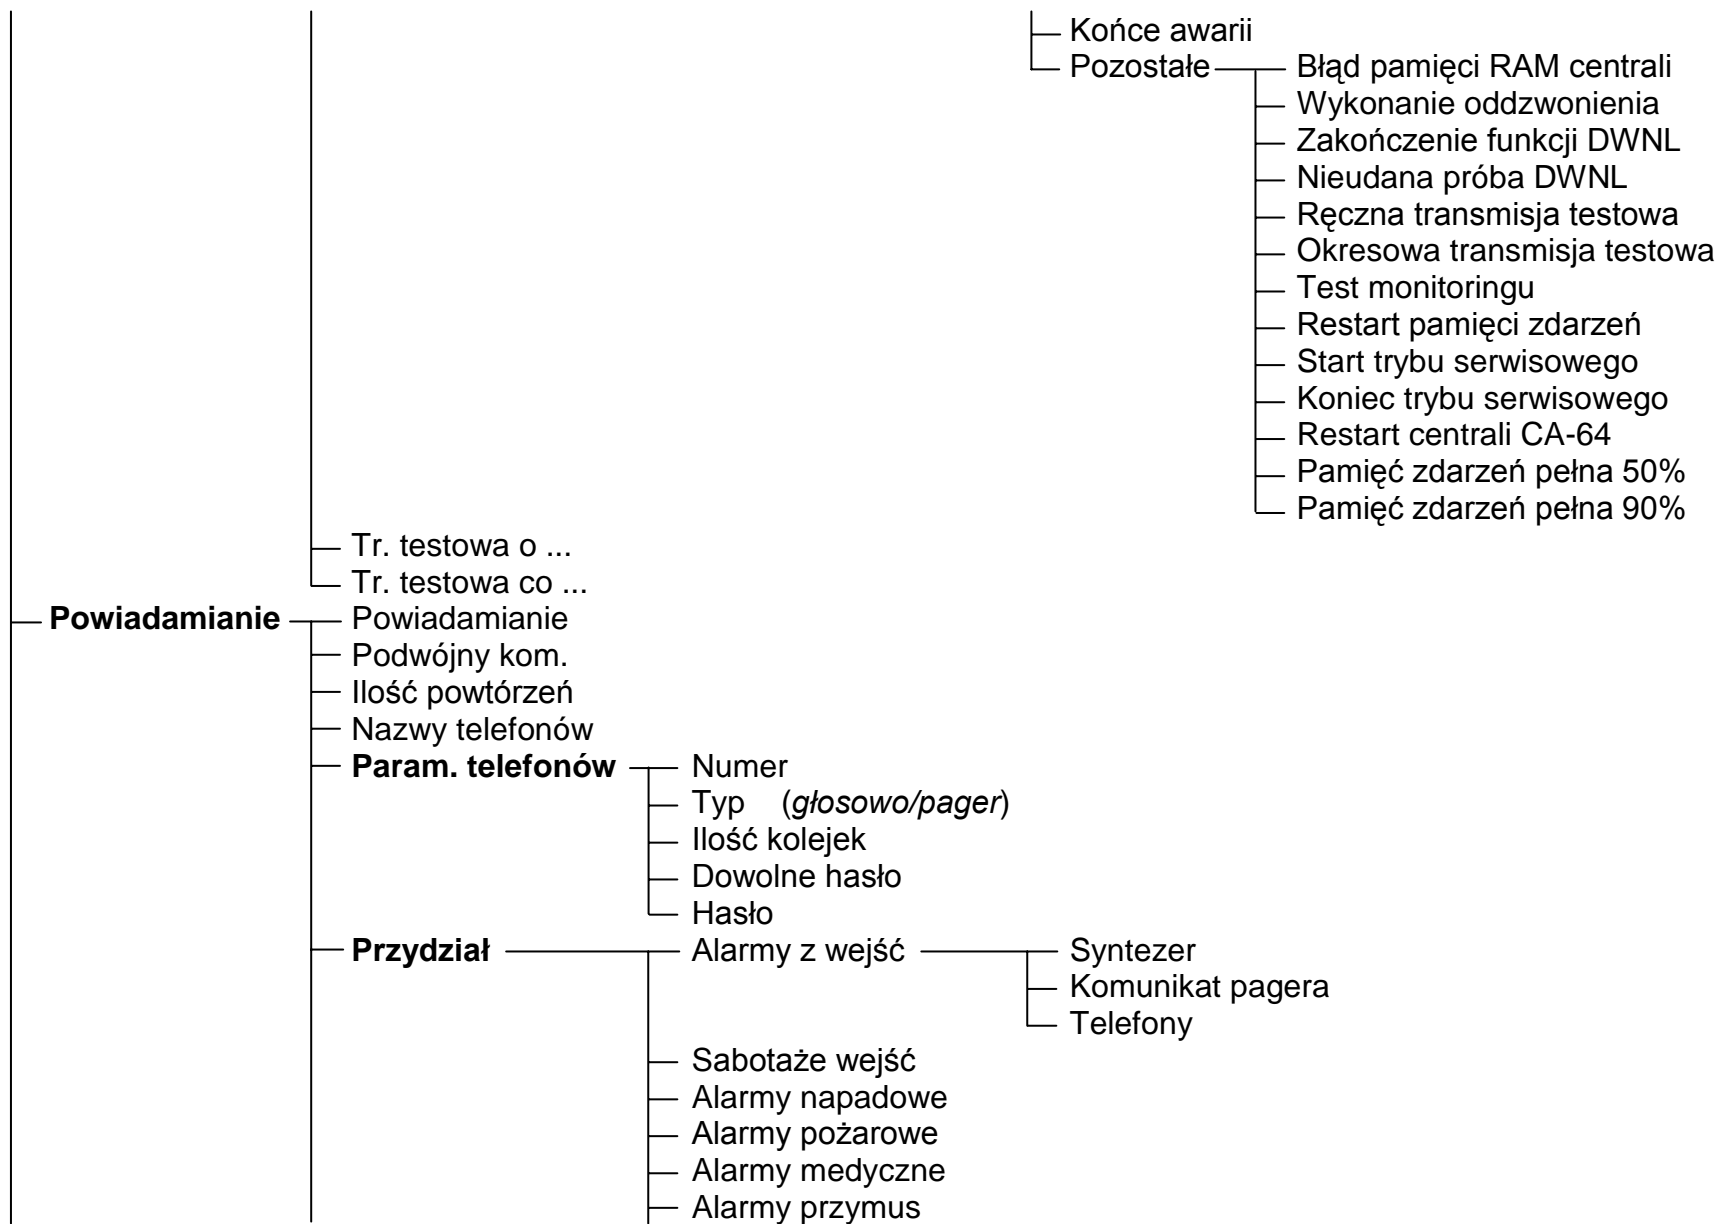 Końce awarii
Pozostałe Błąd pamięci RAM centrali
Wykonanie oddzwonienia
Zakończenie funkcji DWNL
Nieudana próba DWNL
Ręczna transmisja testowa
Okresowa transmisja testowa
Test monitoringu
Restart pamięci zdarzeń
Start trybu serwisowego
Koniec trybu serwisowego
Restart centrali CA-64
Pamięć zdarzeń pełna 50%
Pamięć zdarzeń pełna 90%
Tr. testowa o ...
Tr. testowa co ...
Powiadamianie Powiadamianie
Podwójny kom.
Ilość powtórzeń
Nazwy telefonów
Param. telefonów Numer
Typ (głosowo/pager)
Ilość kolejek
Dowolne hasło
Hasło
Przydział Alarmy z wejść Syntezer
Komunikat pagera
Telefony
Sabotaże wejść
Alarmy napadowe
Alarmy pożarowe
Alarmy medyczne
Alarmy przymus